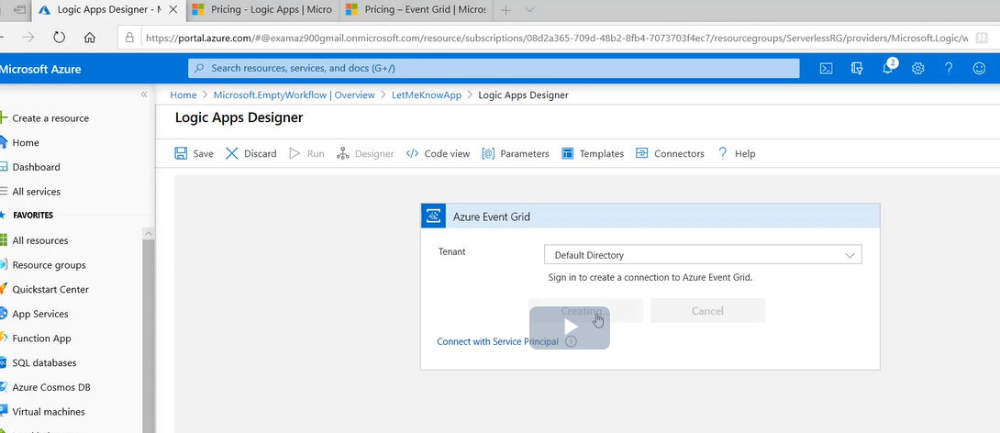 Logic Apps Designer - M
Pricing - Logic Apps | Micro
Pricing – Event Grid | Micros
https://portal.azure.com/#@examaz900gmail.onmicrosoft.com/resource/subscriptions/08d2a365-709d-48b2-8fb4-7073703f4ec7/resourcegroups/ServerlessRG/providers/Microsoft.Logic/w
Microsoft Azure
Search resources, services, and docs (G+/)
2
Home > Microsoft.EmptyWorkflow | Overview > LetMeKnowApp > Logic Apps Designer
Logic Apps Designer
Save Discard Run Designer Code view Parameters Templates Connectors ? Help
Create a resource
Home
Dashboard
All services
FAVORITES
All resources
Resource groups
Quickstart Center
App Services
Function App
SQL databases
Azure Cosmos DB
Virtual machines
Azure Event Grid
Tenant
Default Directory
Sign in to create a connection to Azure Event Grid.
Creating...
Cancel
Connect with Service Principal